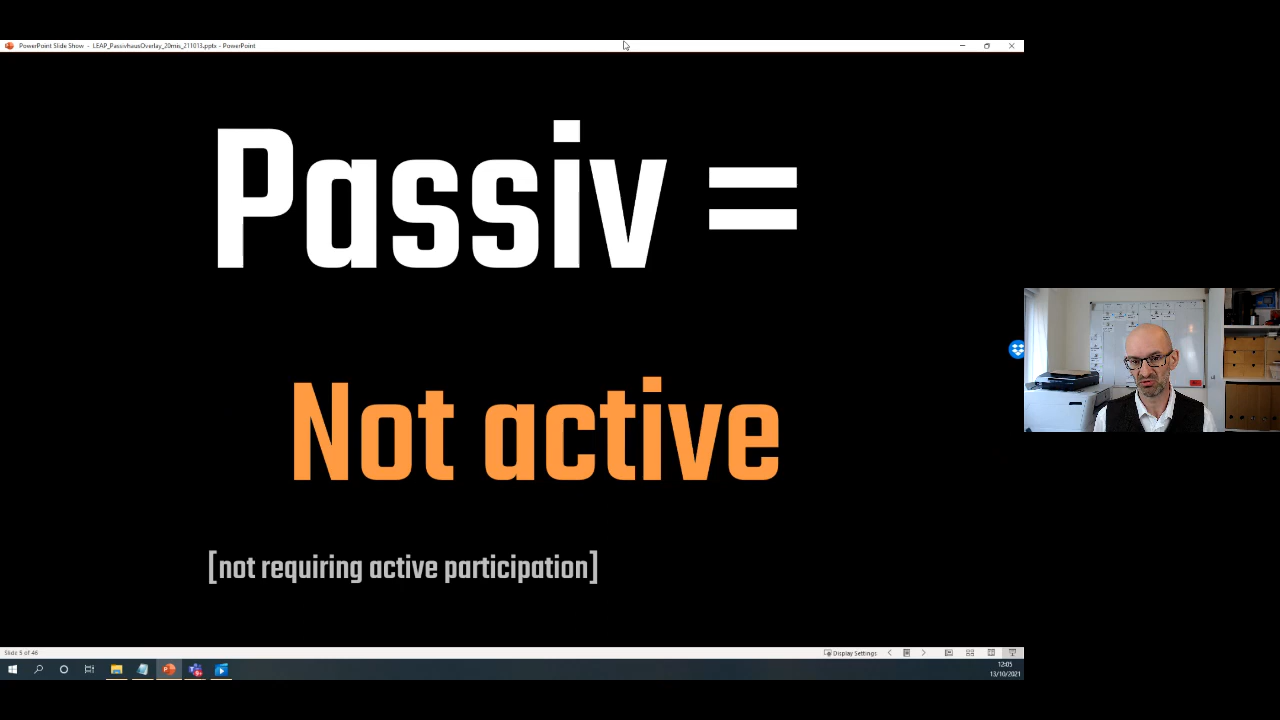 PowerPoint Slide Show - LEAP_PassivhausOverlay_20mis_211013.pptx - PowerPoint
Passiv =
Not active
[not requiring active participation]
Slide 5 of 46
Display Settings
12:05
13/10/2021